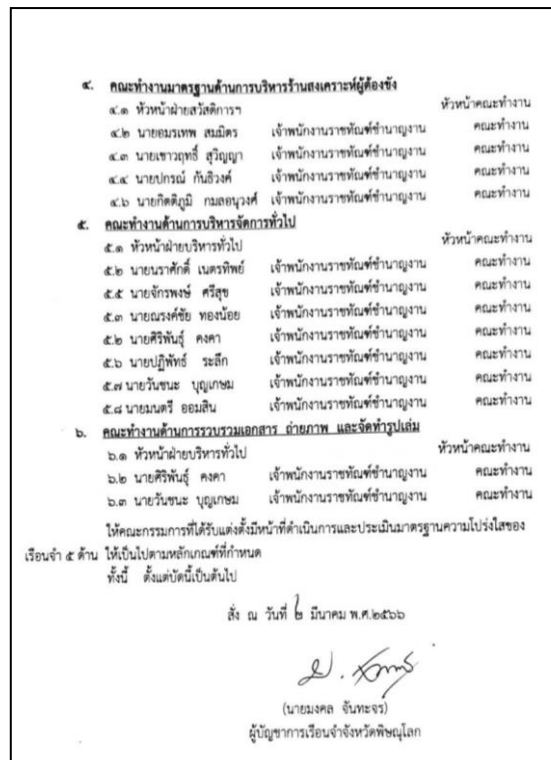 ๔. คณะทำงานมาตรฐานด้านการบริหารร้านสงเคราะห์ผู้ต้องขัง
๔.๑ หัวหน้าฝ่ายสวัสดิการฯ หัวหน้าคณะทำงาน
๔.๒ นายอมรเทพ สมมิตร เจ้าพนักงานราชทัณฑ์ชำนาญงาน คณะทำงาน
๔.๓ นายเชาวฤทธิ์ สุวิญญา เจ้าพนักงานราชทัณฑ์ชำนาญงาน คณะทำงาน
๔.๔ นายปกรณ์ กันธิวงศ์ เจ้าพนักงานราชทัณฑ์ชำนาญงาน คณะทำงาน
๔.๖ นายกิตติภูมิ กมลอนุวงศ์ เจ้าพนักงานราชทัณฑ์ชำนาญงาน คณะทำงาน
๕. คณะทำงานด้านการบริหารจัดการทั่วไป
๕.๑ หัวหน้าฝ่ายบริหารทั่วไป หัวหน้าคณะทำงาน
๕.๒ นายนราศักดิ์ เนตรทิพย์ เจ้าพนักงานราชทัณฑ์ชำนาญงาน คณะทำงาน
๕.๕ นายจักรพงษ์ ศรีสุข เจ้าพนักงานราชทัณฑ์ชำนาญงาน คณะทำงาน
๕.๓ นายณรงค์ชัย ทองน้อย เจ้าพนักงานราชทัณฑ์ชำนาญงาน คณะทำงาน
๕.๒ นายศิริพันธุ์ คงคา เจ้าพนักงานราชทัณฑ์ชำนาญงาน คณะทำงาน
๕.๖ นายปฏิพัทธ์ ระลึก เจ้าพนักงานราชทัณฑ์ชำนาญงาน คณะทำงาน
๕.๗ นายวันชนะ บุญเกษม เจ้าพนักงานราชทัณฑ์ชำนาญงาน คณะทำงาน
๕.๘ นายมนตรี ออมสิน เจ้าพนักงานราชทัณฑ์ชำนาญงาน คณะทำงาน
๖. คณะทำงานด้านการรวบรวมเอกสาร ถ่ายภาพ และจัดทำรูปเล่ม
๖.๑ หัวหน้าฝ่ายบริหารทั่วไป หัวหน้าคณะทำงาน
๖.๒ นายศิริพันธุ์ คงคา เจ้าพนักงานราชทัณฑ์ชำนาญงาน คณะทำงาน
๖.๓ นายวันชนะ บุญเกษม เจ้าพนักงานราชทัณฑ์ชำนาญงาน คณะทำงาน
ให้คณะกรรมการที่ได้รับแต่งตั้งมีหน้าที่ดำเนินการและประเมินมาตรฐานความโปร่งใสของ
เรือนจำ ๕ ด้าน ให้เป็นไปตามหลักเกณฑ์ที่กำหนด
ทั้งนี้ ตั้งแต่บัดนี้เป็นต้นไป
สั่ง ณ วันที่ ๒ มีนาคม พ.ศ.๒๕๖๖
(นายมงคล จันทะจร)
ผู้บัญชาการเรือนจำจังหวัดพิษณุโลก